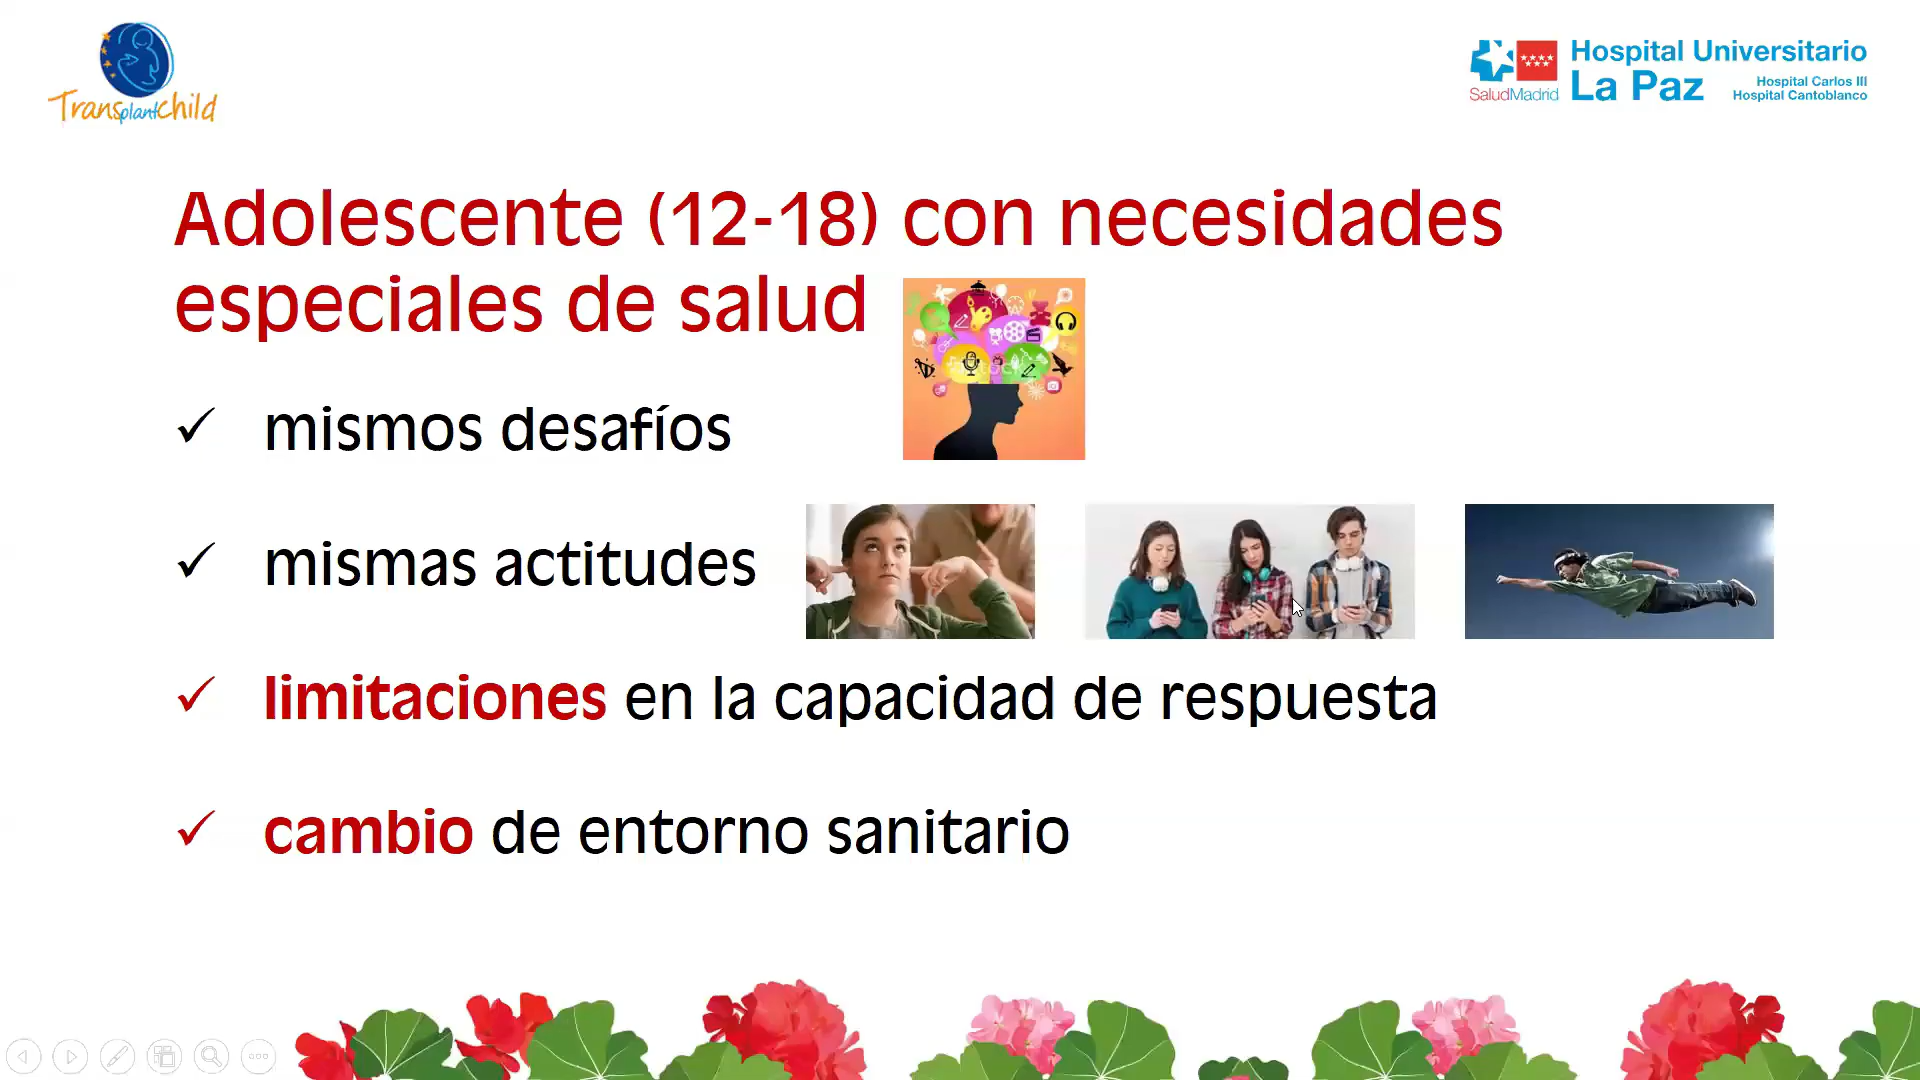 Transplantchild
SaludMadrid
Hospital Universitario
La Paz
Hospital Carlos III
Hospital Cantoblanco
Adolescente (12-18) con necesidades
especiales de salud
✓ mismos desafíos
✓ mismas actitudes
✓ limitaciones en la capacidad de respuesta
✓ cambio de entorno sanitario